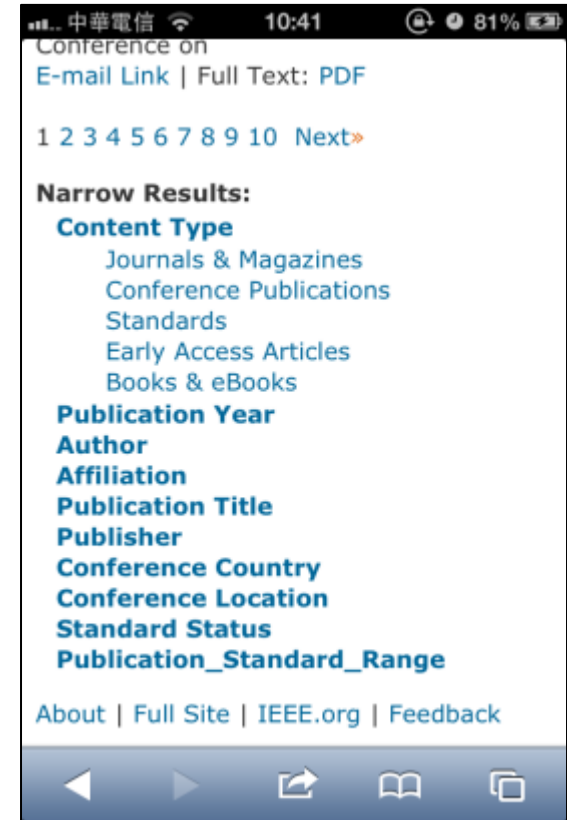 中華電信 10:41 81%
Conference on
E-mail Link | Full Text: PDF
1 2 3 4 5 6 7 8 9 10 Next»
Narrow Results:
Content Type
Journals & Magazines
Conference Publications
Standards
Early Access Articles
Books & eBooks
Publication Year
Author
Affiliation
Publication Title
Publisher
Conference Country
Conference Location
Standard Status
Publication_Standard_Range
About | Full Site | IEEE.org | Feedback